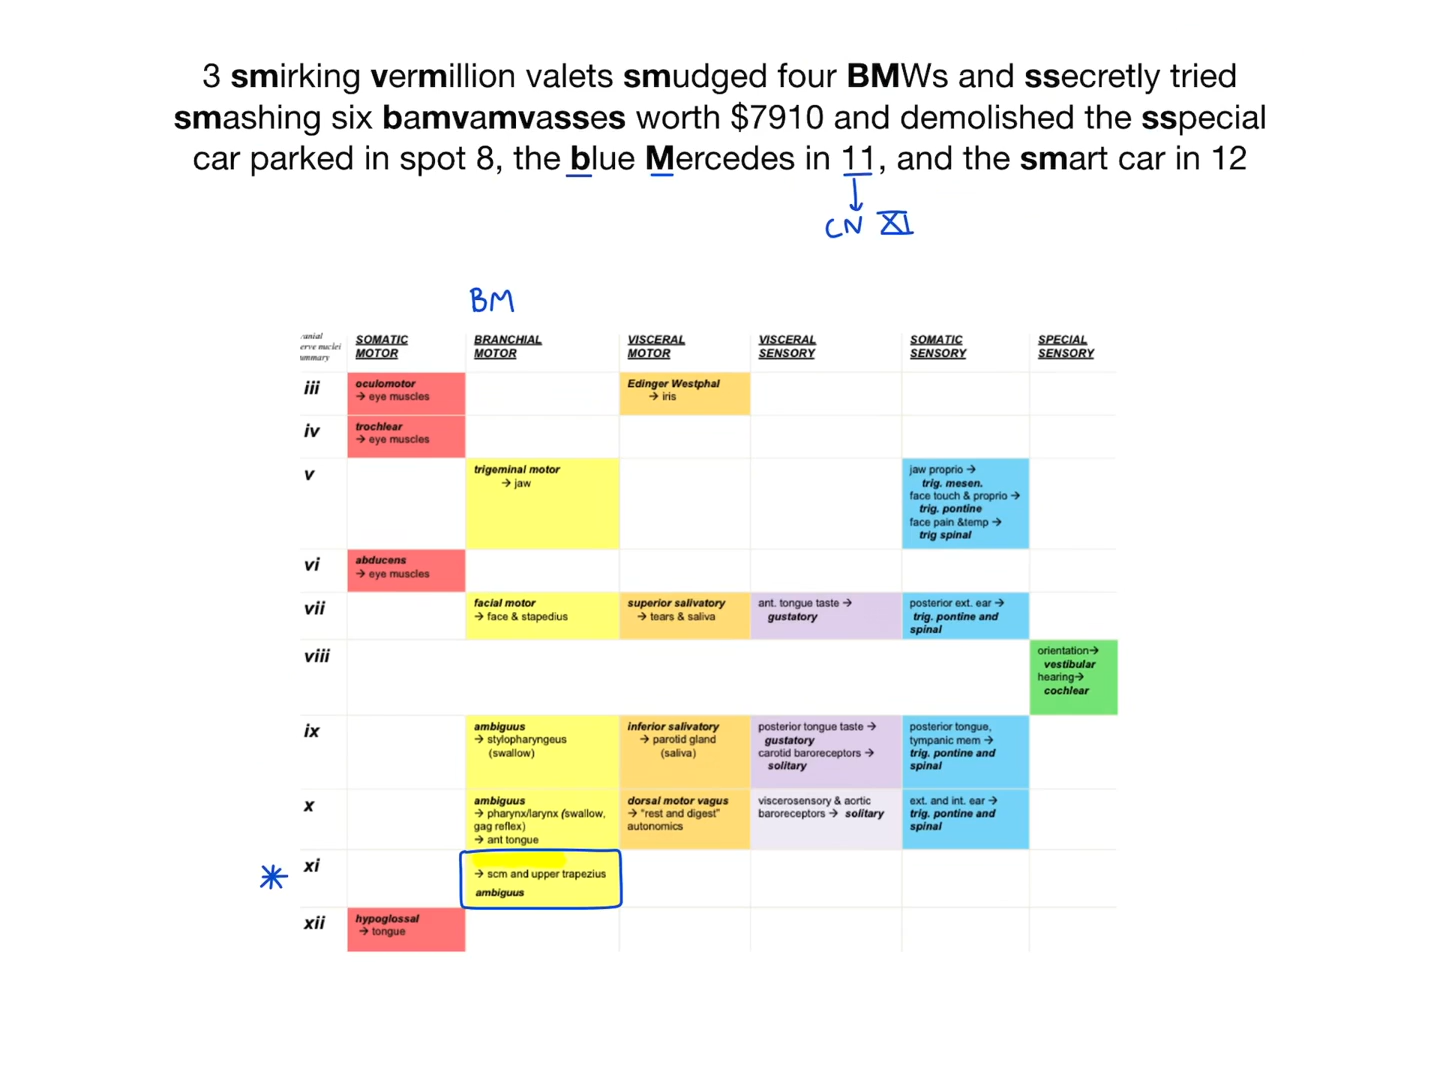 3 smirking vermillion valets smudged four BMWs and ssecretly tried
smashing six bamvamvasses worth $7910 and demolished the sspecial
car parked in spot 8, the blue Mercedes in 11, and the smart car in 12
CN XI
BM
erve nuclei
SOMATIC MOTOR
BRANCHIAL MOTOR
VISCERAL MOTOR
VISCERAL SENSORY
SOMATIC SENSORY
SPECIAL SENSORY
iii
oculomotor
→ eye muscles
Edinger Westphal
→ iris
iv
trochlear
→ eye muscles
v
trigeminal motor
→ jaw
jaw proprio →
trig. mesen.
face touch & proprio →
trig. pontine
face pain &temp →
trig spinal
vi
abducens
→ eye muscles
vii
facial motor
→ face & stapedius
superior salivatory
→ tears & saliva
ant. tongue taste →
gustatory
posterior ext. ear →
trig. pontine and
spinal
viii
orientation→
vestibular
hearing→
cochlear
ix
ambiguus
→ stylopharyngeus
(swallow)
inferior salivatory
→ parotid gland
(saliva)
posterior tongue taste →
gustatory
carotid baroreceptors →
solitary
posterior tongue,
tympanic mem →
trig. pontine and
spinal
x
ambiguus
→ pharynx/larynx (swallow,
gag reflex)
→ ant tongue
dorsal motor vagus
→ "rest and digest"
autonomics
viscerosensory & aortic
baroreceptors → solitary
ext. and int. ear →
trig. pontine and
spinal
xi
→ scm and upper trapezius
ambiguus
xii
hypoglossal
→ tongue